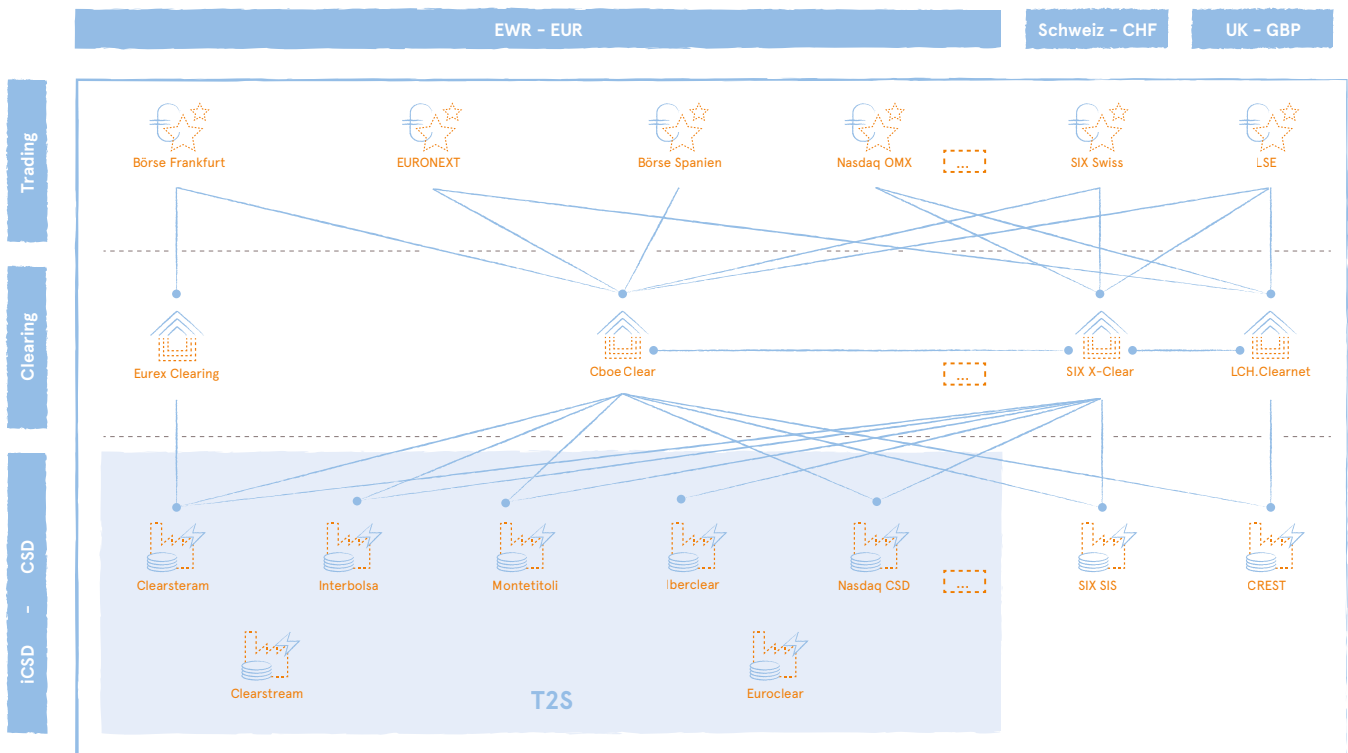 EWR - EUR
Schweiz - CHF
UK - GBP
Trading
Börse Frankfurt
EURONEXT
Börse Spanien
Nasdaq OMX
...
SIX Swiss
LSE
Clearing
Eurex Clearing
Cboe Clear
...
SIX X-Clear
LCH.Clearnet
iCSD - CSD
Clearsteram
Interbolsa
Montetitoli
Iberclear
Nasdaq CSD
...
SIX SIS
CREST
Clearstream
Euroclear
T2S